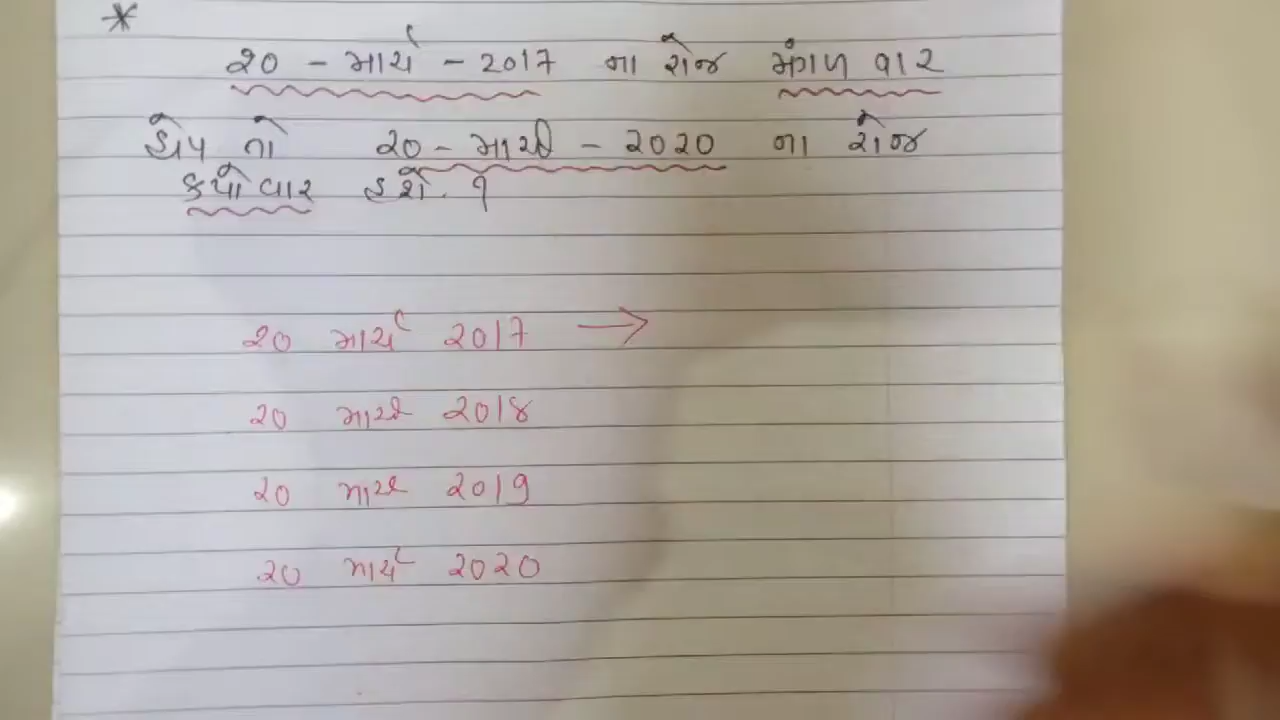 *
20 - માર્ચ - 2017 ના રોજ મંગળ વાર
હોય તો 20 - માર્ચ - 2020 ના રોજ
કયો વાર હશે. ?
20 માર્ચ 2017 →
20 માર્ચ 2018
20 માર્ચ 2019
20 માર્ચ 2020